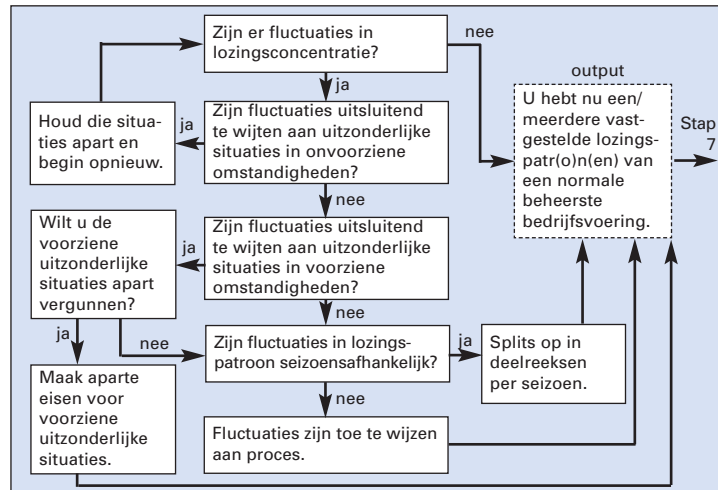 Zijn er fluctuaties in
lozingsconcentratie?
nee
ja
output
U hebt nu een/
meerdere vast-
gestelde lozings-
patr(o)n(en) van
een normale
beheerste
bedrijfsvoering.
Stap
7
Houd die situa-
ties apart en
begin opnieuw.
ja
Zijn fluctuaties uitsluitend
te wijten aan uitzonderlijke
situaties in onvoorziene
omstandigheden?
nee
Wilt u de
voorziene
uitzonderlijke
situaties apart
vergunnen?
ja
Zijn fluctuaties uitsluitend
te wijten aan uitzonderlijke
situaties in voorziene
omstandigheden?
nee
ja
nee
Zijn fluctuaties in lozings-
patroon seizoensafhankelijk?
ja
Splits op in
deelreeksen
per seizoen.
nee
Maak aparte
eisen voor
voorziene
uitzonderlijke
situaties.
Fluctuaties zijn toe te wijzen
aan proces.